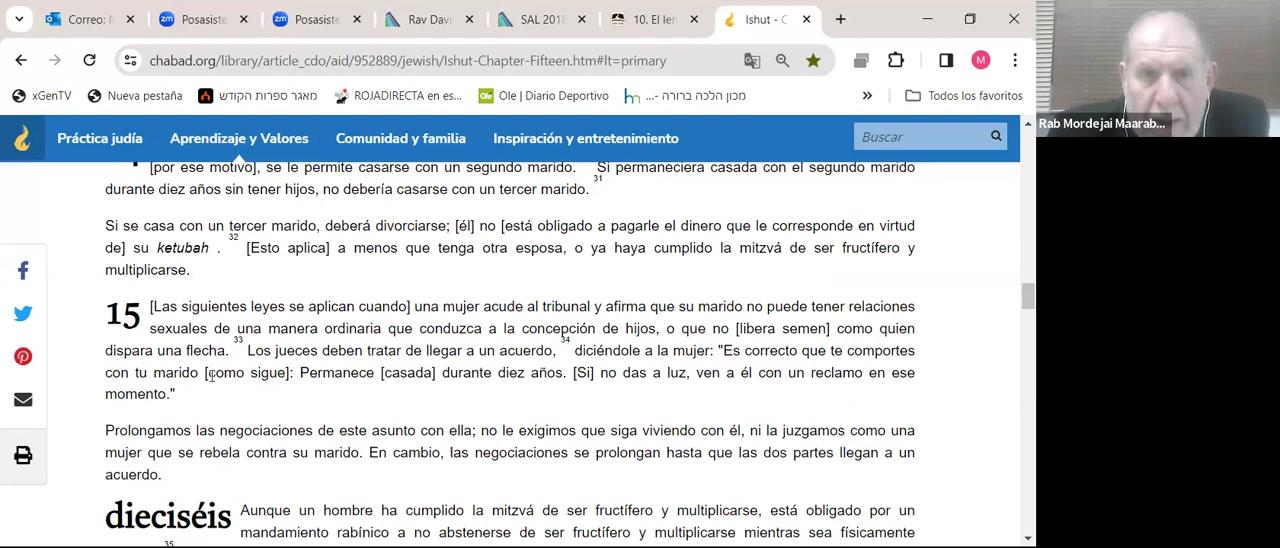 Correo: M
Posasiste
Posasiste
Rav Davi
SAL 2018
10. El len
Ishut - C
chabad.org/library/article_cdo/aid/952889/jewish/Ishut-Chapter-Fifteen.htm#lt=primary
xGenTV
Nueva pestaña
מאגר ספרות הקודש
ROJADIRECTA en es...
Ole | Diario Deportivo
מכון הלכה ברורה -...
Todos los favoritos
Práctica judía
Aprendizaje y Valores
Comunidad y familia
Inspiración y entretenimiento
Buscar
Rab Mordejai Maarab...
[por ese motivo], se le permite casarse con un segundo marido. 31 Si permaneciera casada con el segundo marido
durante diez años sin tener hijos, no debería casarse con un tercer marido.
Si se casa con un tercer marido, deberá divorciarse; [él] no [está obligado a pagarle el dinero que le corresponde en virtud
de] su ketubah . 32 [Esto aplica] a menos que tenga otra esposa, o ya haya cumplido la mitzvá de ser fructífero y
multiplicarse.
15 [Las siguientes leyes se aplican cuando] una mujer acude al tribunal y afirma que su marido no puede tener relaciones
sexuales de una manera ordinaria que conduzca a la concepción de hijos, o que no [libera semen] como quien
dispara una flecha. 33 Los jueces deben tratar de llegar a un acuerdo, 34 diciéndole a la mujer: "Es correcto que te comportes
con tu marido [como sigue]: Permanece [casada] durante diez años. [Si] no das a luz, ven a él con un reclamo en ese
momento."
Prolongamos las negociaciones de este asunto con ella; no le exigimos que siga viviendo con él, ni la juzgamos como una
mujer que se rebela contra su marido. En cambio, las negociaciones se prolongan hasta que las dos partes llegan a un
acuerdo.
dieciséis Aunque un hombre ha cumplido la mitzvá de ser fructífero y multiplicarse, está obligado por un
mandamiento rabínico a no abstenerse de ser fructífero y multiplicarse mientras sea físicamente
35